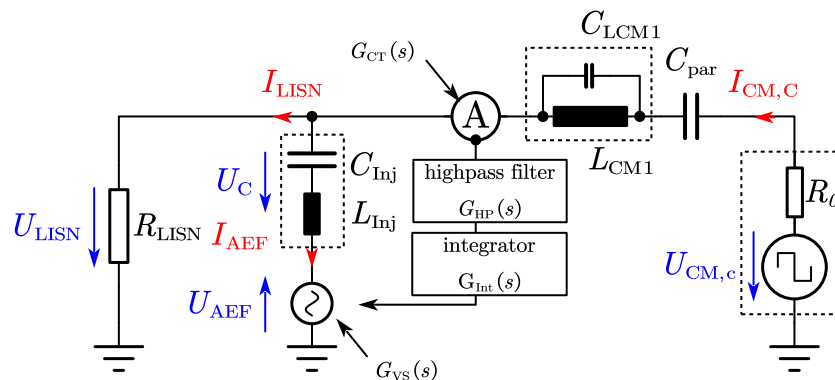 C_LCM1
G_CT(s)
C_par
I_LISN
A
I_CM,C
L_CM1
C_Inj
highpass filter
U_C
G_HP(s)
R_0
L_Inj
U_LISN
R_LISN
I_AEF
integrator
U_CM,c
G_Int(s)
U_AEF
G_VS(s)